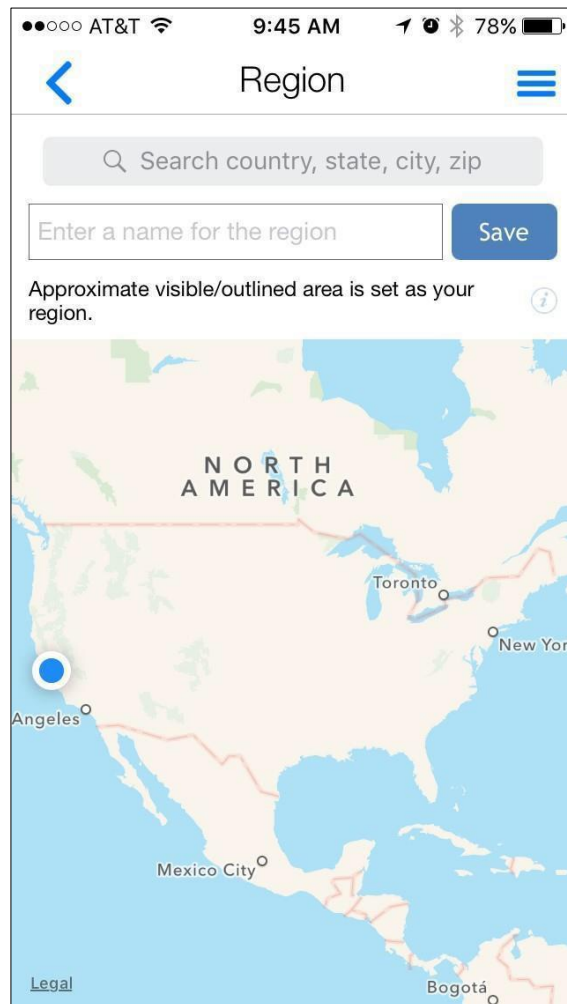 AT&T 9:45 AM 78%
Region
Search country, state, city, zip
Enter a name for the region
Save
Approximate visible/outlined area is set as your
region.
NORTH
AMERICA
Toronto
New Yor
Angeles
Mexico City
Legal
Bogotá